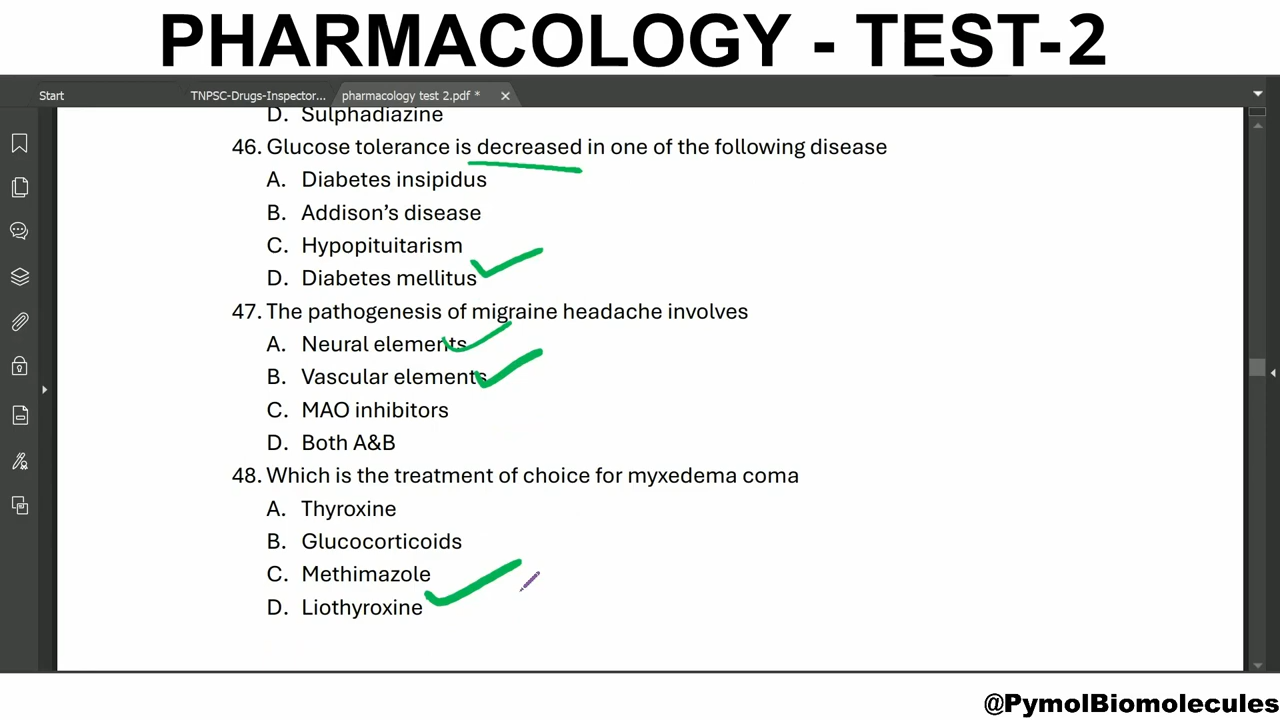 PHARMACOLOGY - TEST-2
Start TNPSC-Drugs-Inspector... pharmacology test 2.pdf *
D. Sulphadiazine
46. Glucose tolerance is decreased in one of the following disease
A. Diabetes insipidus
B. Addison’s disease
C. Hypopituitarism
D. Diabetes mellitus
47. The pathogenesis of migraine headache involves
A. Neural elements
B. Vascular elements
C. MAO inhibitors
D. Both A&B
48. Which is the treatment of choice for myxedema coma
A. Thyroxine
B. Glucocorticoids
C. Methimazole
D. Liothyroxine
@PymolBiomolecules